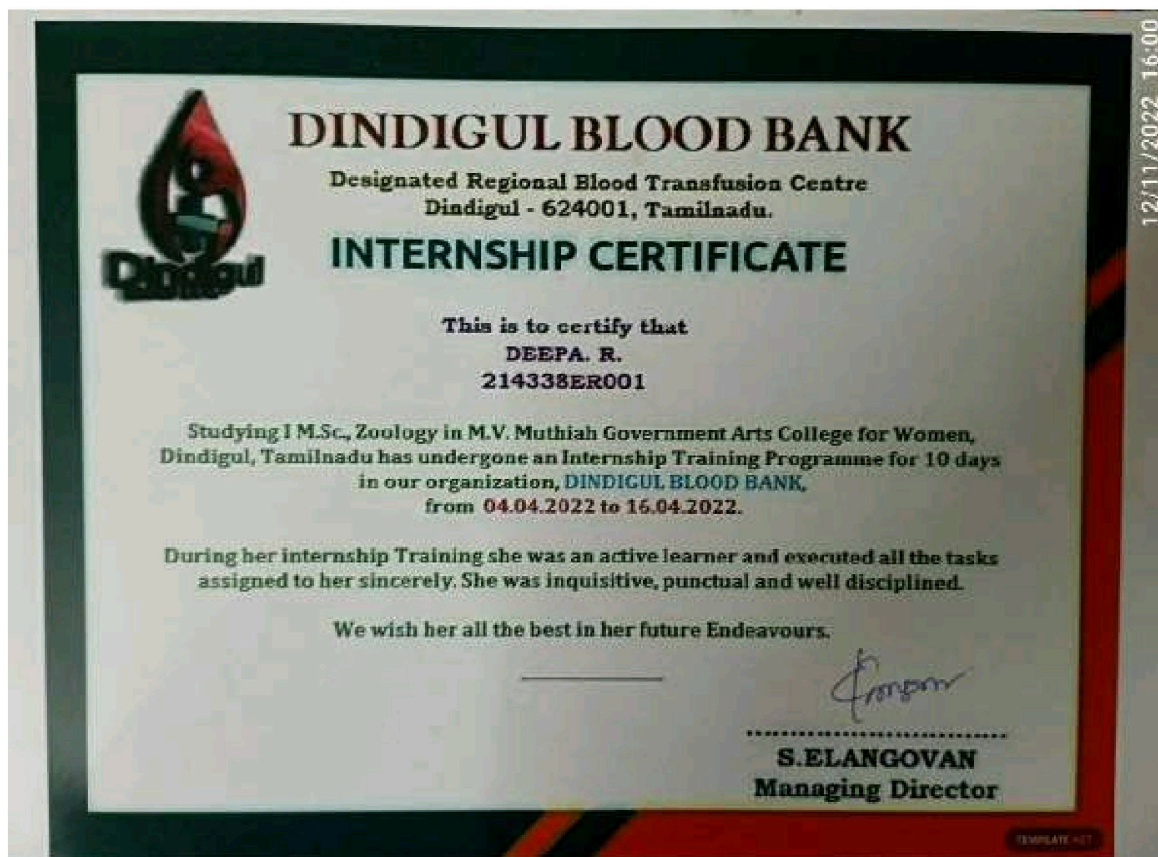 DINDIGUL BLOOD BANK
Designated Regional Blood Transfusion Centre
Dindigul - 624001, Tamilnadu.
INTERNSHIP CERTIFICATE
Dindigul
This is to certify that
DEEPA. R.
214338ER001
Studying I M.Sc., Zoology in M.V. Muthiah Government Arts College for Women,
Dindigul, Tamilnadu has undergone an Internship Training Programme for 10 days
in our organization, DINDIGUL BLOOD BANK,
from 04.04.2022 to 16.04.2022.
During her internship Training she was an active learner and executed all the tasks
assigned to her sincerely. She was inquisitive, punctual and well disciplined.
We wish her all the best in her future Endeavours.
S.ELANGOVAN
Managing Director
TEMPLATE.NET
12/11/2022 16:00